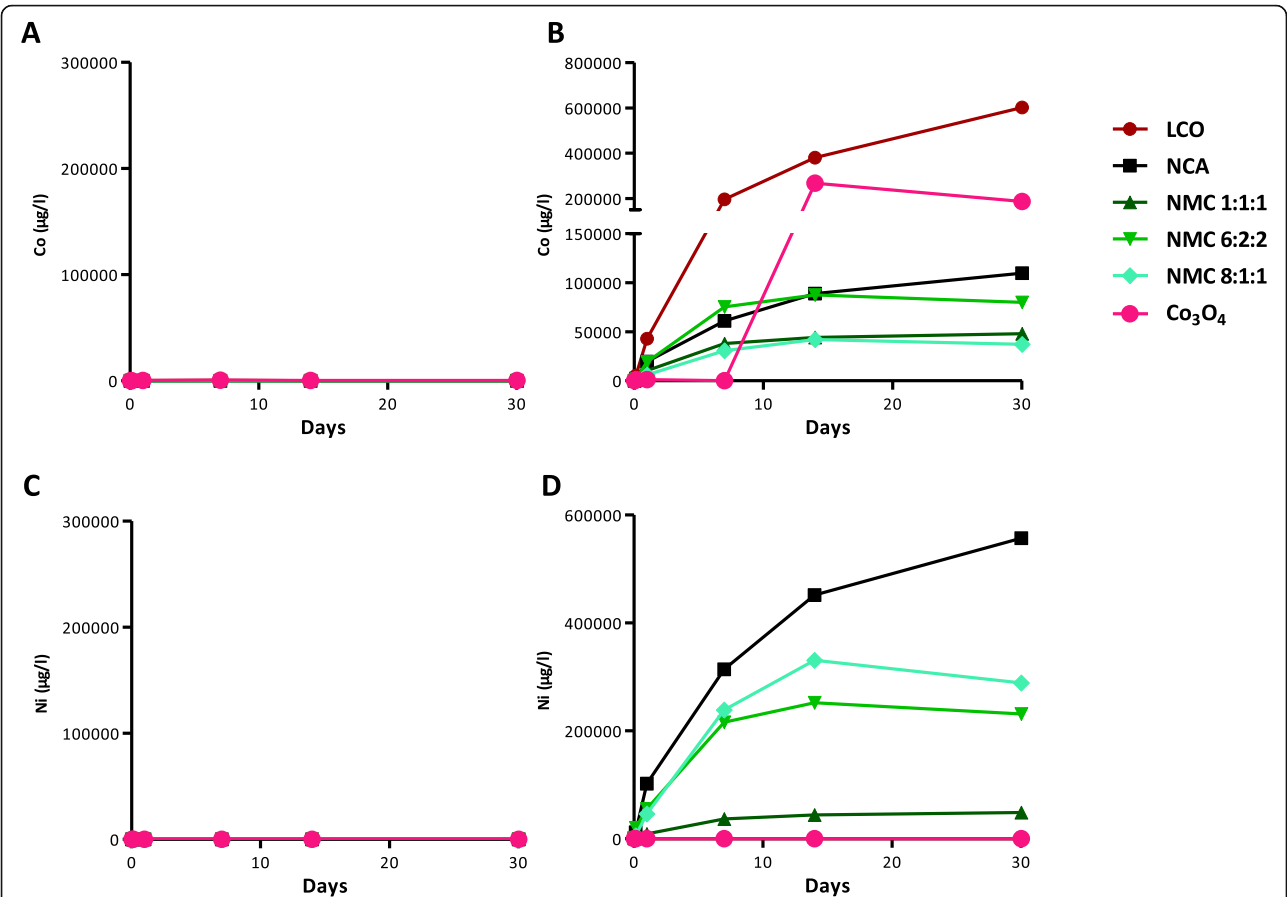 A
300000
200000
100000
0
Co (µg/l)
0 10 20 30
Days
B
800000
600000
400000
200000
150000
100000
50000
0
Co (µg/l)
0 10 20 30
Days
LCO
NCA
NMC 1:1:1
NMC 6:2:2
NMC 8:1:1
Co₃O₄
C
300000
200000
100000
0
Ni (µg/l)
0 10 20 30
Days
D
600000
400000
200000
0
Ni (µg/l)
0 10 20 30
Days